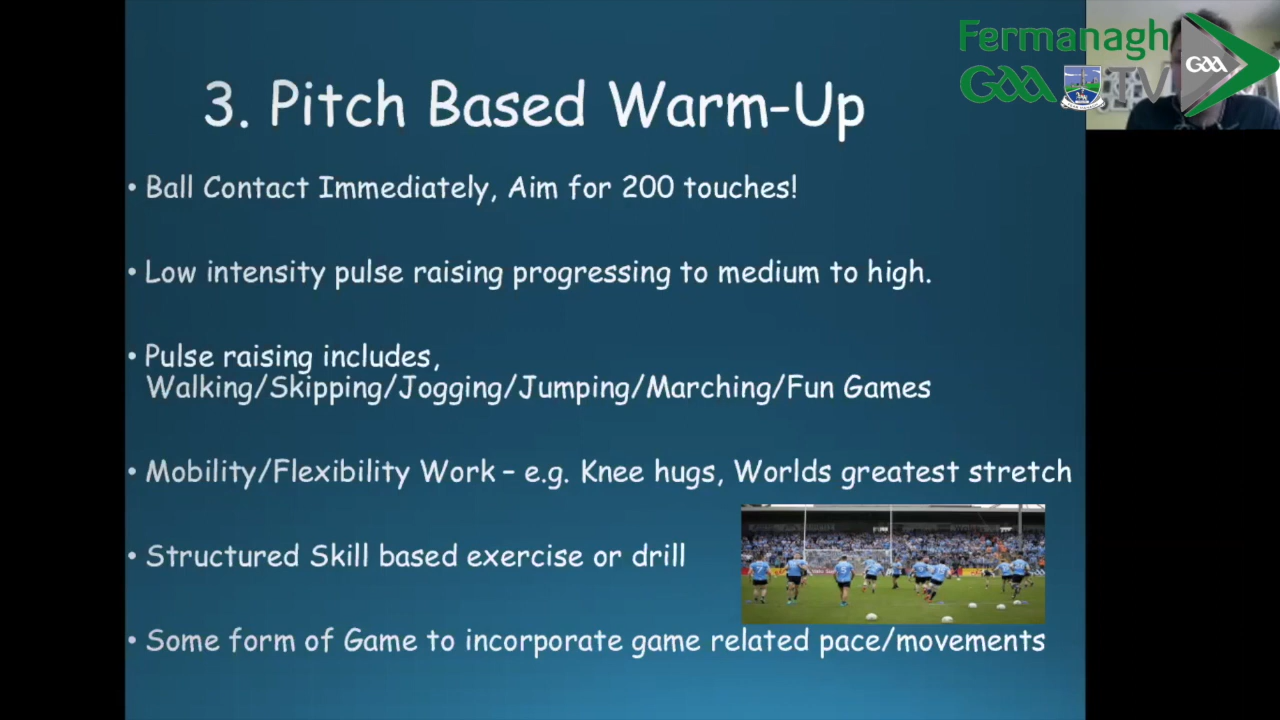 Fermanagh
GAA TV
GAA
3. Pitch Based Warm-Up
• Ball Contact Immediately, Aim for 200 touches!
• Low intensity pulse raising progressing to medium to high.
• Pulse raising includes,
Walking/Skipping/Jogging/Jumping/Marching/Fun Games
• Mobility/Flexibility Work – e.g. Knee hugs, Worlds greatest stretch
• Structured Skill based exercise or drill
• Some form of Game to incorporate game related pace/movements